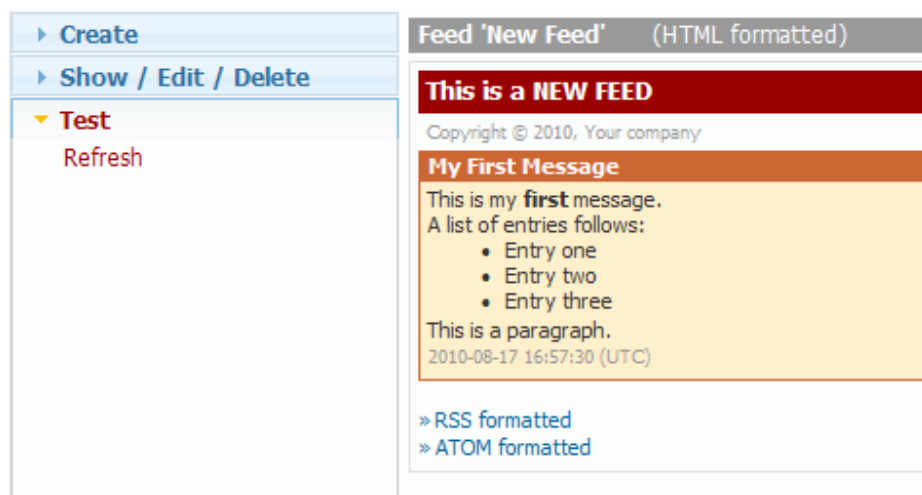 Create
Show / Edit / Delete
Test
Refresh
Feed 'New Feed' (HTML formatted)
This is a NEW FEED
Copyright © 2010, Your company
My First Message
This is my first message.
A list of entries follows:
• Entry one
• Entry two
• Entry three
This is a paragraph.
2010-08-17 16:57:30 (UTC)
» RSS formatted
» ATOM formatted